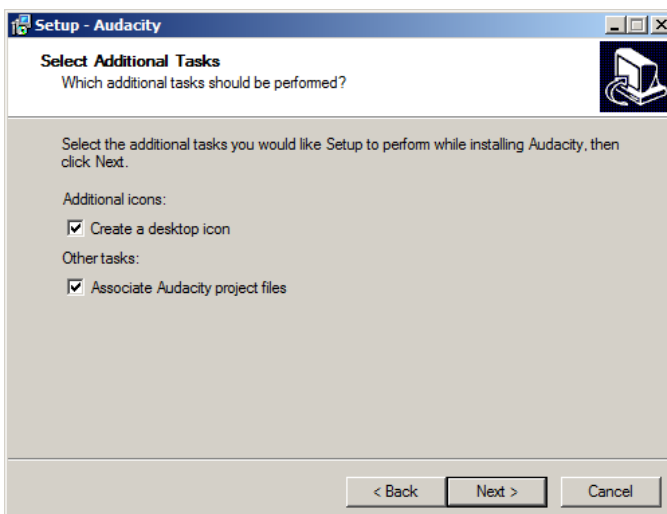 Setup - Audacity
Select Additional Tasks
Which additional tasks should be performed?
Select the additional tasks you would like Setup to perform while installing Audacity, then
click Next.
Additional icons:
Create a desktop icon
Other tasks:
Associate Audacity project files
< Back
Next >
Cancel